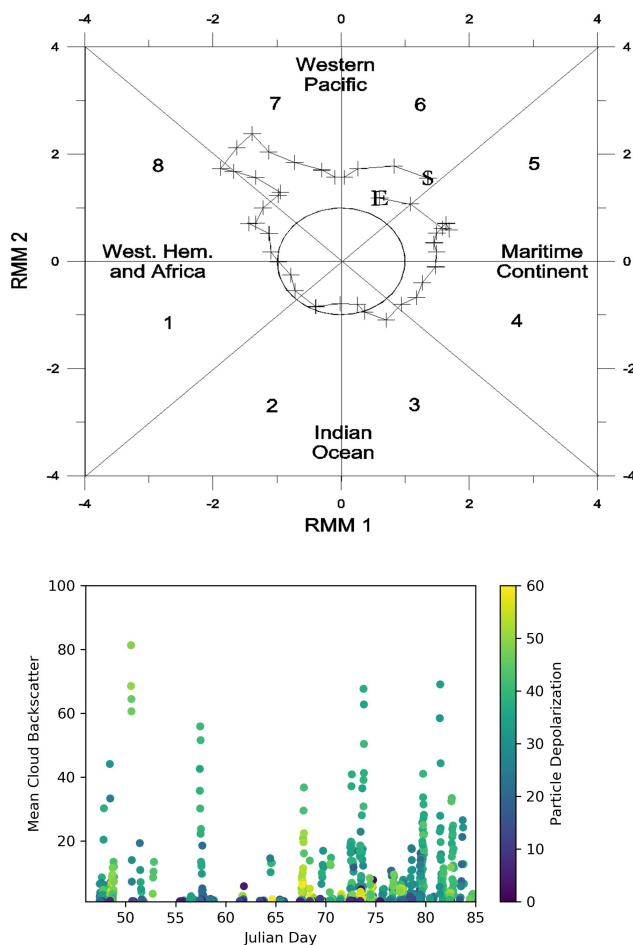 -4 -2 0 2 4
4 4
Western
Pacific
7 6
2 2
8 5
S
E
RMM 2
0 West. Hem. and Africa Maritime Continent 0
1 4
-2 -2
2 3
Indian
Ocean
-4 -4
-4 -2 0 2 4
RMM 1
100
80
60
40
20
Mean Cloud Backscatter
50 55 60 65 70 75 80 85
Julian Day
60
50
40
30
20
10
0
Particle Depolarization